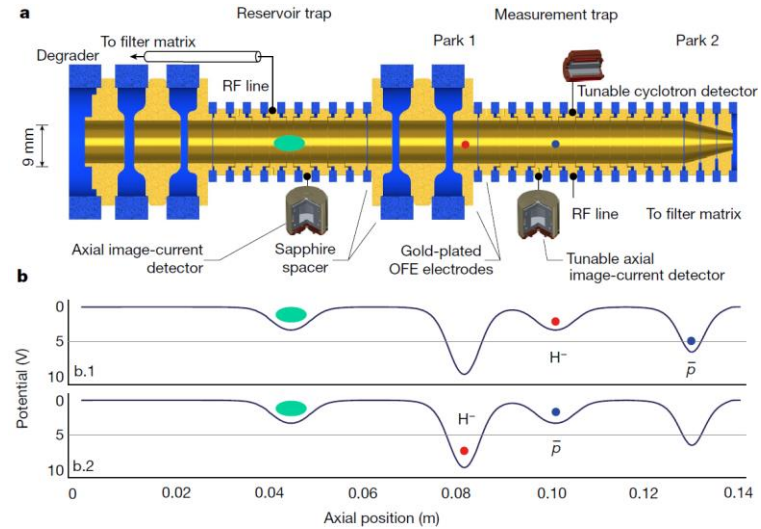 a
Reservoir trap
Measurement trap
Degrader
To filter matrix
RF line
Park 1
Park 2
Tunable cyclotron detector
9 mm
Axial image-current
detector
Sapphire
spacer
Gold-plated
OFE electrodes
RF line
To filter matrix
Tunable axial
image-current detector
b
Potential (V)
0
5
10
b.1
H⁻
p̄
0
5
10
b.2
H⁻
p̄
0
0.02
0.04
0.06
0.08
0.10
0.12
0.14
Axial position (m)